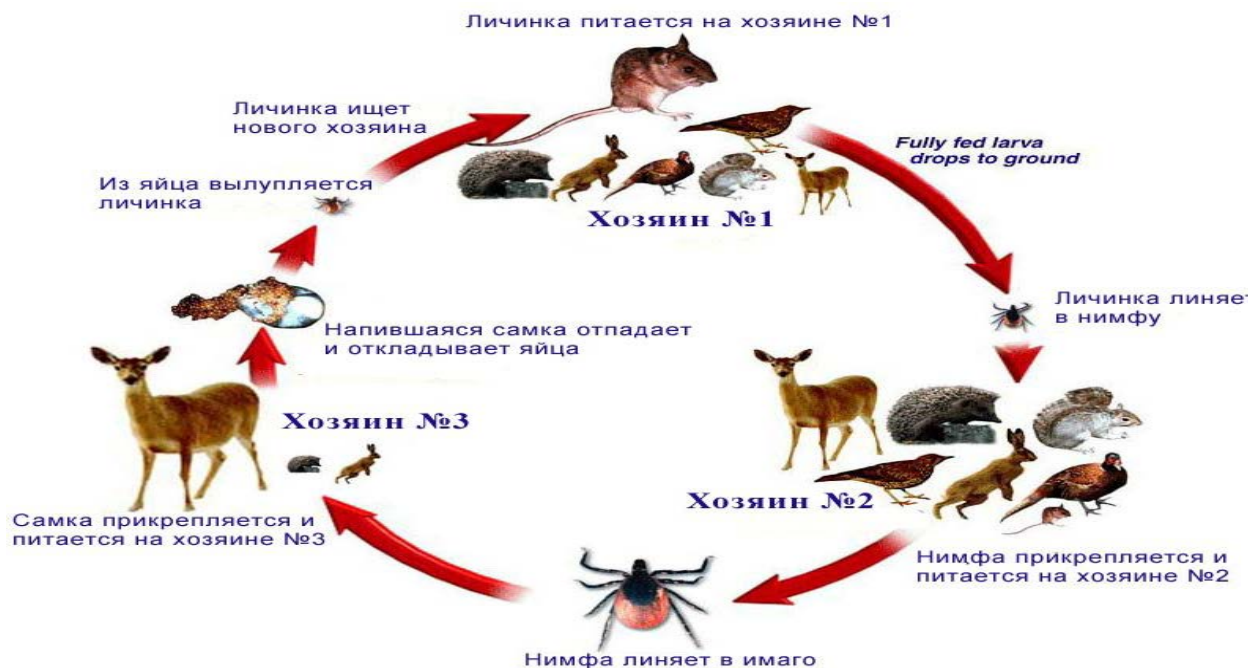 Личинка питается на хозяине №1
Личинка ищет
нового хозяина
Fully fed larva
drops to ground
Из яйца вылупляется
личинка
Хозяин №1
Личинка линяет
в нимфу
Напившаяся самка отпадает
и откладывает яйца
Хозяин №3
Хозяин №2
Самка прикрепляется и
питается на хозяине №3
Нимфа прикрепляется и
питается на хозяине №2
Нимфа линяет в имаго